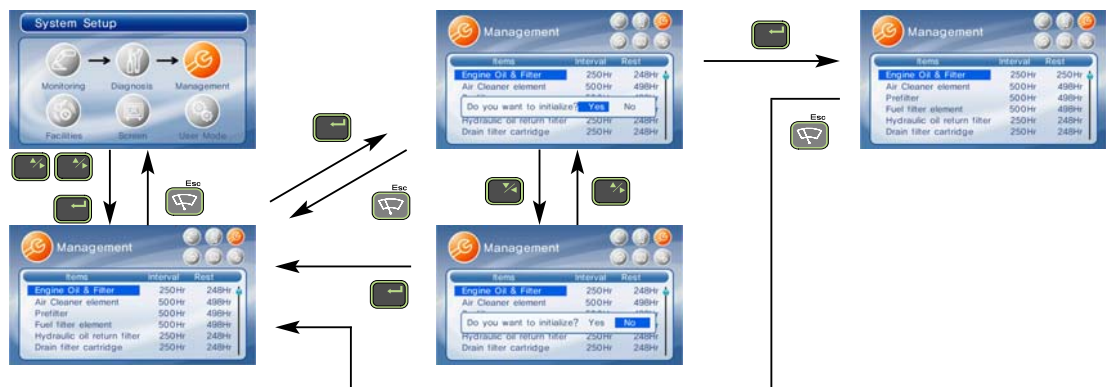 System Setup
Monitoring Diagnosis Management
Facilities Screen User Mode
Esc
Management
Items Interval Rest
Engine Oil & Filter 250Hr 248Hr
Air Cleaner element 500Hr 498Hr
Prefilter 500Hr 498Hr
Fuel filter element 500Hr 498Hr
Hydraulic oil return filter 250Hr 248Hr
Drain filter cartridge 250Hr 248Hr
Esc
Management
Items Interval Rest
Engine Oil & Filter 250Hr 248Hr
Air Cleaner element 500Hr 498Hr
Do you want to initialize? Yes No
Hydraulic oil return filter 250Hr 248Hr
Drain filter cartridge 250Hr 248Hr
Management
Items Interval Rest
Engine Oil & Filter 250Hr 248Hr
Air Cleaner element 500Hr 498Hr
Do you want to initialize? Yes No
Hydraulic oil return filter 250Hr 248Hr
Drain filter cartridge 250Hr 248Hr
Esc
Management
Items Interval Rest
Engine Oil & Filter 250Hr 250Hr
Air Cleaner element 500Hr 498Hr
Prefilter 500Hr 498Hr
Fuel filter element 500Hr 498Hr
Hydraulic oil return filter 250Hr 248Hr
Drain filter cartridge 250Hr 248Hr